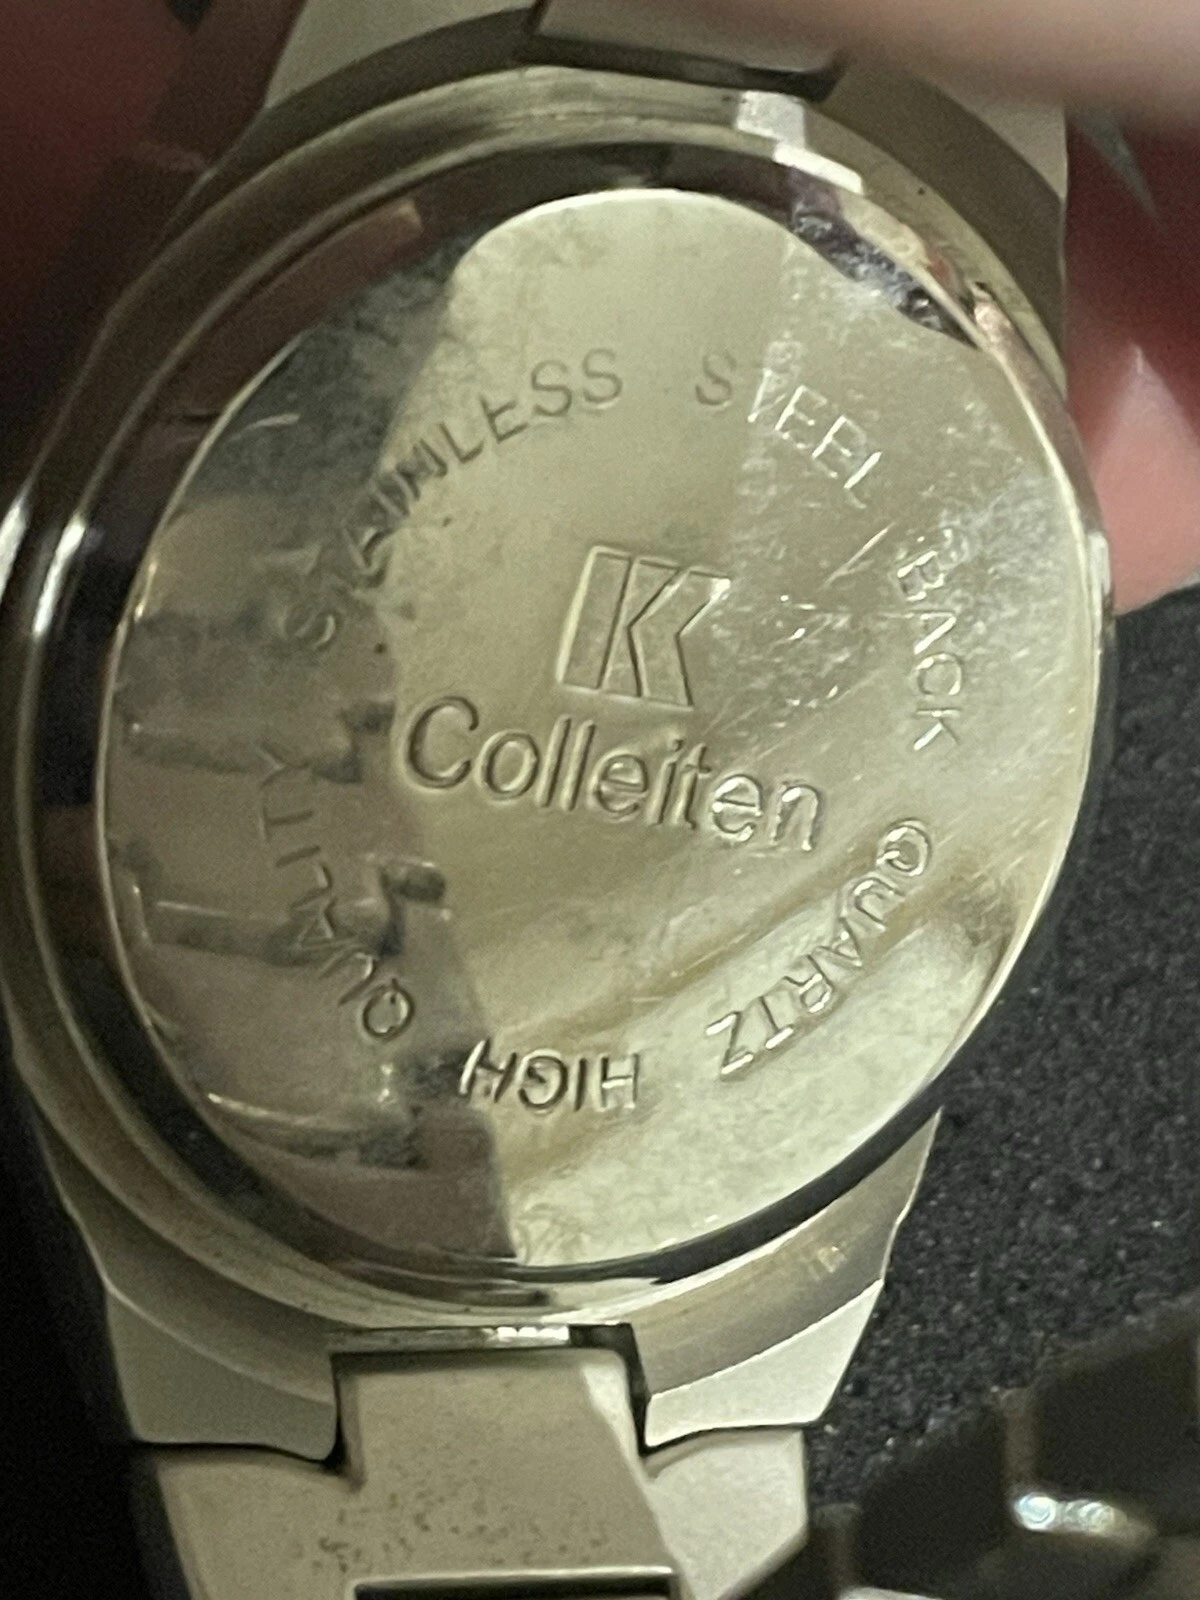 STAINLESS STEEL BACK
K
Colleiten
QUARTZ
HIGH QUALITY